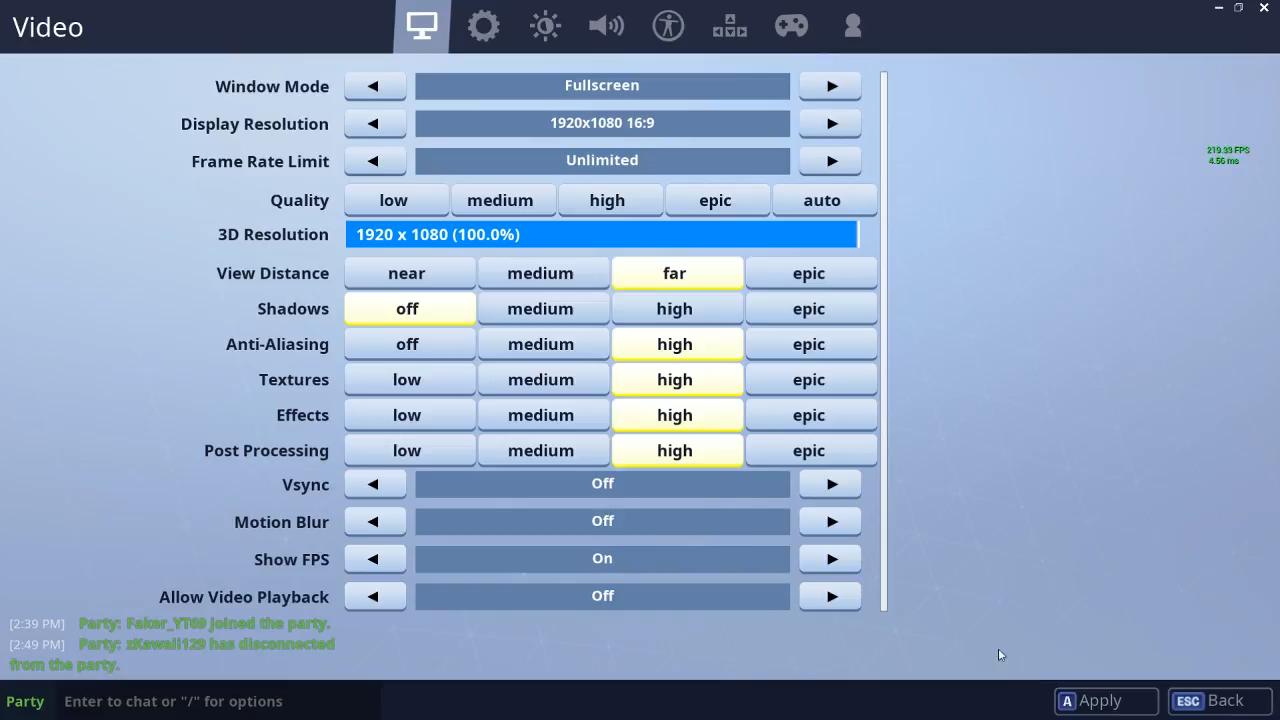 Video
Window Mode Fullscreen
Display Resolution 1920x1080 16:9
Frame Rate Limit Unlimited
219.33 FPS
4.56 ms
Quality low medium high epic auto
3D Resolution 1920 x 1080 (100.0%)
View Distance near medium far epic
Shadows off medium high epic
Anti-Aliasing off medium high epic
Textures low medium high epic
Effects low medium high epic
Post Processing low medium high epic
Vsync Off
Motion Blur Off
Show FPS On
Allow Video Playback Off
[2:39 PM] Party: Faker_YT69 joined the party.
[2:49 PM] Party: zKawaii129 has disconnected
from the party.
Party Enter to chat or "/" for options
A Apply ESC Back